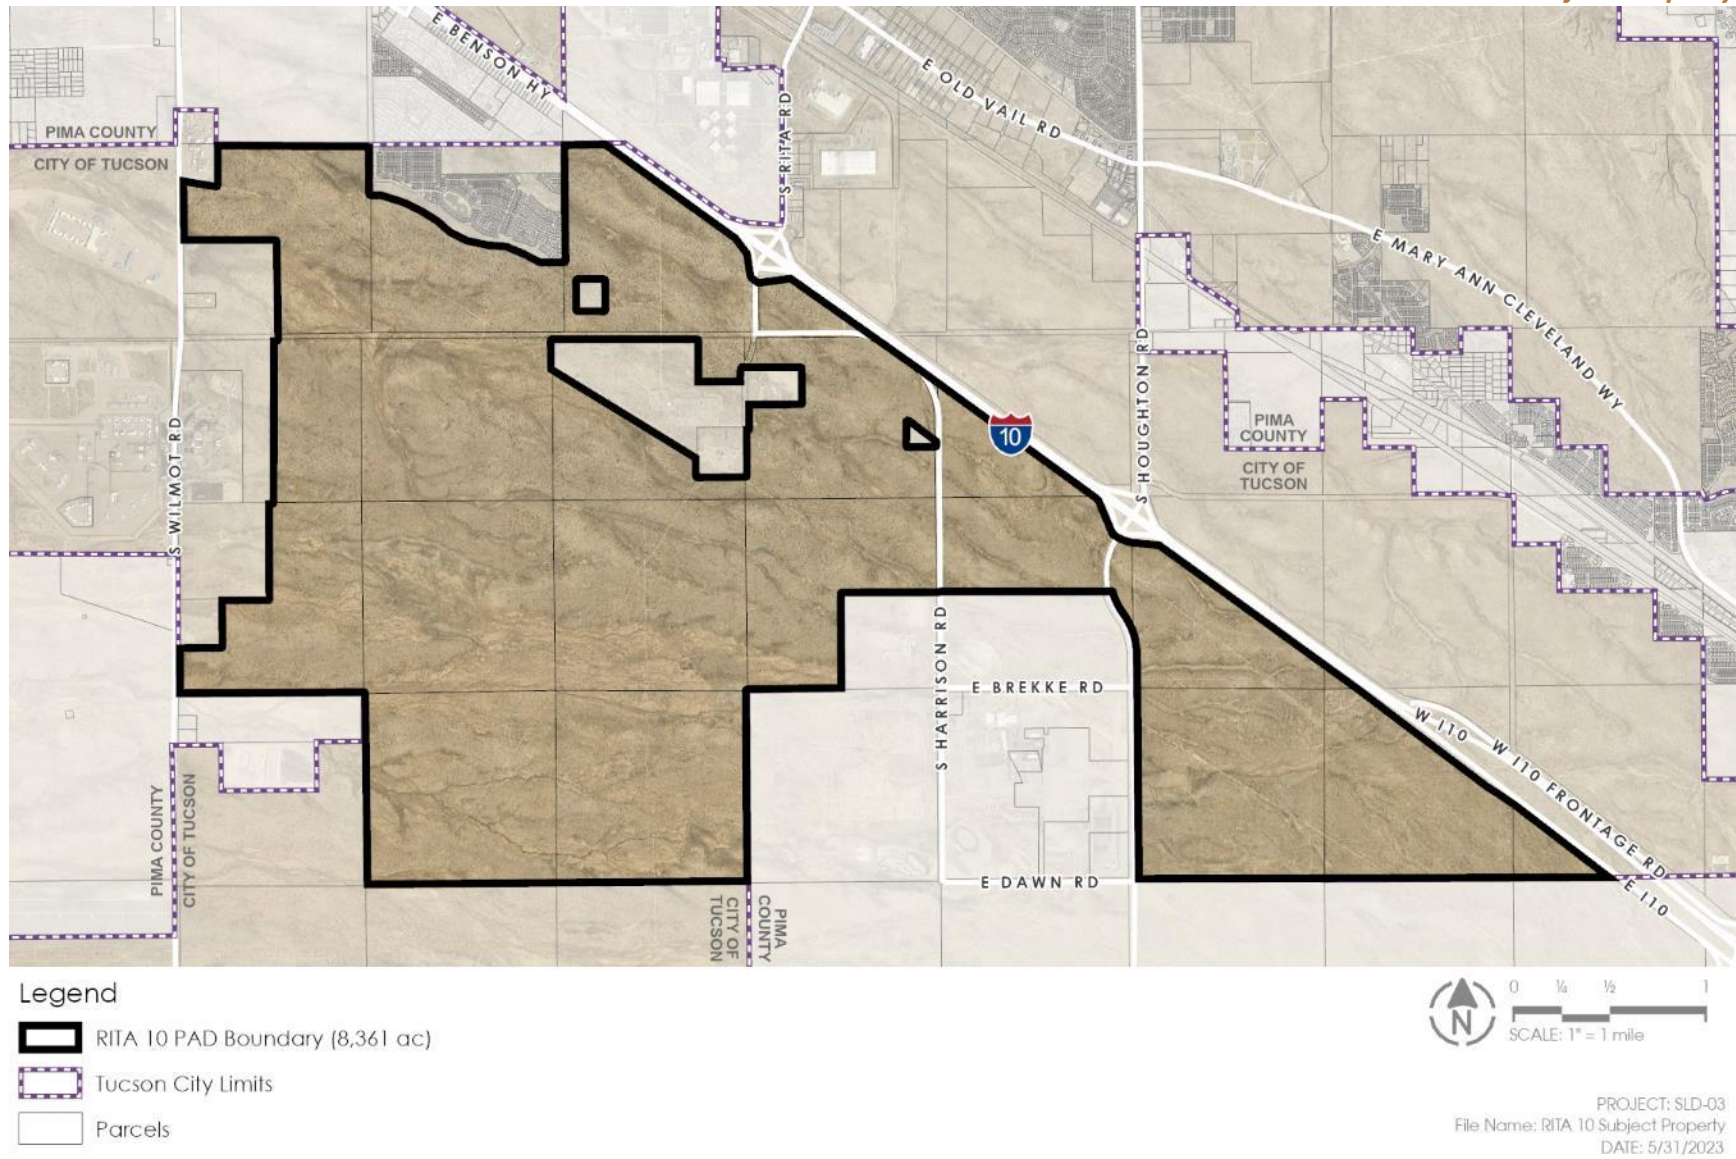 E BENSON HY
S RITA RD
E OLD VAIL RD
PIMA COUNTY
CITY OF TUCSON
E MARY ANN CLEVELAND WY
S WILMOT RD
S HOUGHTON RD
10
PIMA
COUNTY
CITY OF
TUCSON
S HARRISON RD
E BREKKE RD
W I10
W I10 FRONTAGE RD
E I10
PIMA COUNTY
CITY OF TUCSON
E DAWN RD
CITY OF
TUCSON
PIMA
COUNTY
Legend
RITA 10 PAD Boundary (8,361 ac)
Tucson City Limits
Parcels
N
0 ¼ ½ 1
SCALE: 1" = 1 mile
PROJECT: SLD-03
File Name: RITA 10 Subject Property
DATE: 5/31/2023